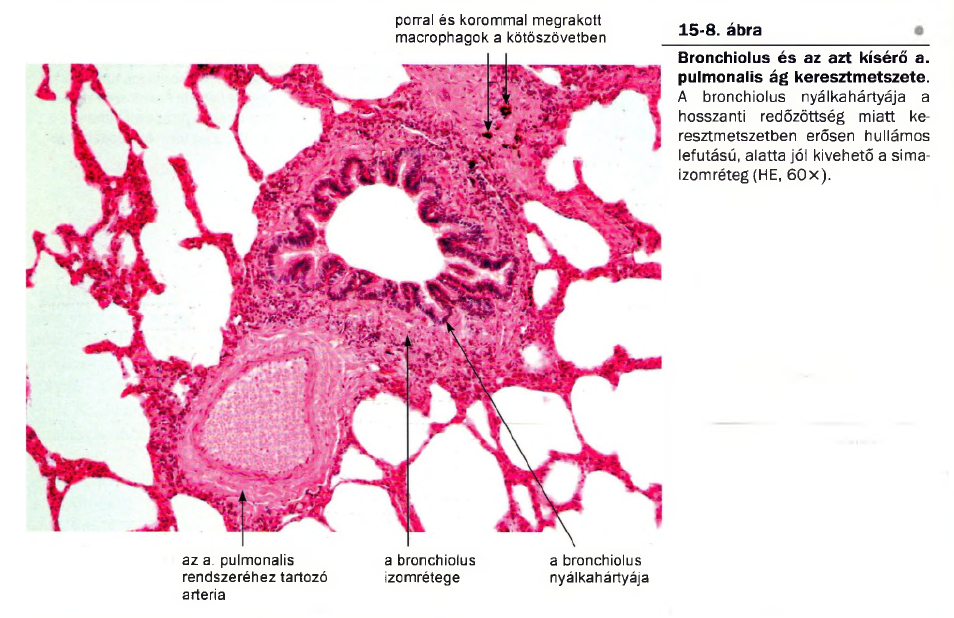 porral és korommal megrakott
macrophagok a kötőszövetben
15-8. ábra
Bronchiolus és az azt kísérő a.
pulmonalis ág keresztmetszete.
A bronchiolus nyálkahártyája a
hosszanti redőzöttség miatt ke-
resztmetszetben erősen hullámos
lefutású, alatta jól kivehető a sima-
izomréteg (HE, 60×).
az a. pulmonalis
rendszeréhez tartozó
arteria
a bronchiolus
izomrétege
a bronchiolus
nyálkahártyája